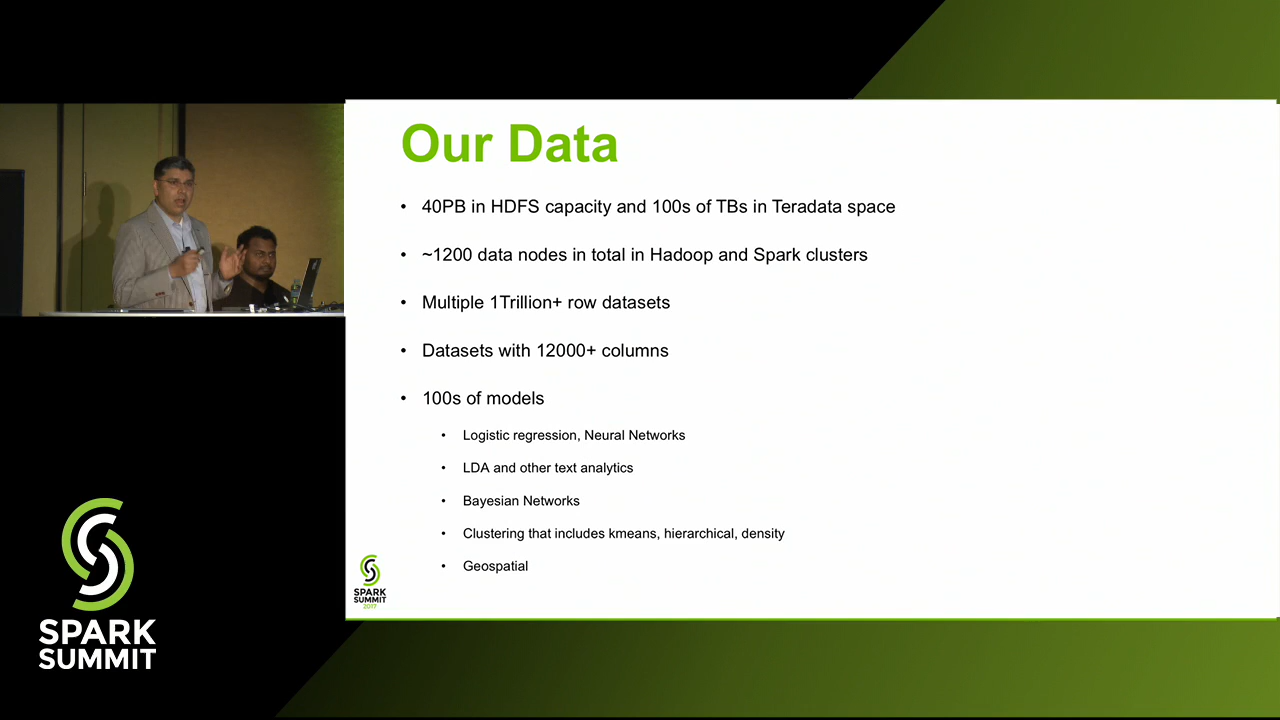 Our Data
• 40PB in HDFS capacity and 100s of TBs in Teradata space
• ~1200 data nodes in total in Hadoop and Spark clusters
• Multiple 1Trillion+ row datasets
• Datasets with 12000+ columns
• 100s of models
• Logistic regression, Neural Networks
• LDA and other text analytics
• Bayesian Networks
• Clustering that includes kmeans, hierarchical, density
• Geospatial
SPARK
SUMMIT
2017
SPARK
SUMMIT